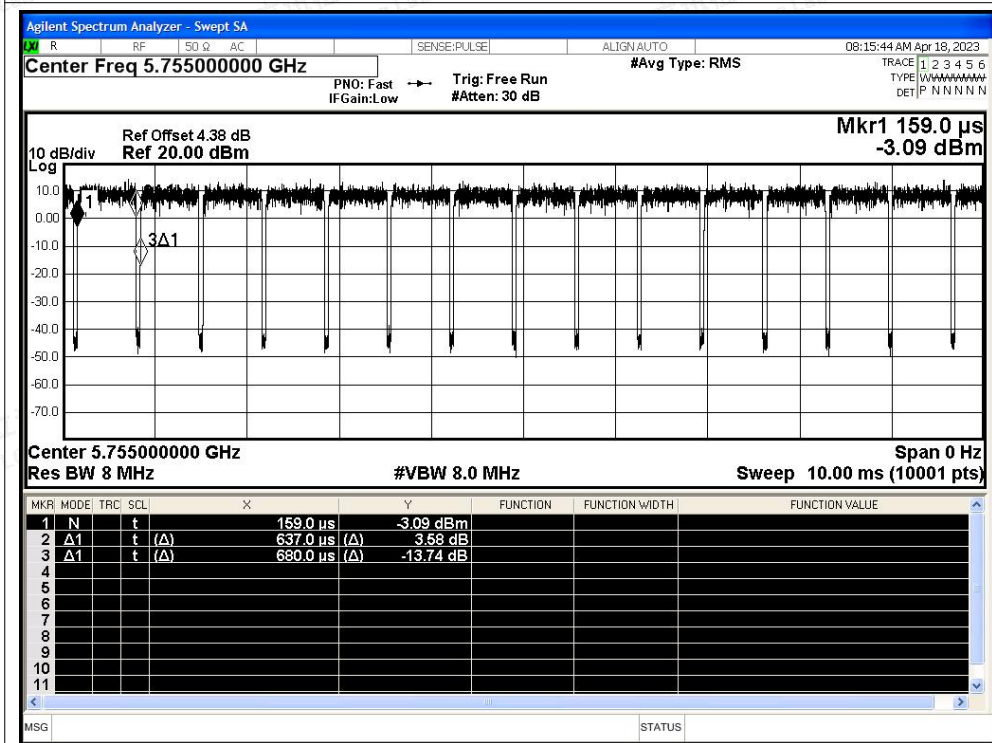 Agilent Spectrum Analyzer - Swept SA
LXI R RF 50 Ω AC SENSE:PULSE ALIGN AUTO 08:15:44 AM Apr 18, 2023
Center Freq 5.755000000 GHz #Avg Type: RMS TRACE 1 2 3 4 5 6
PNO: Fast Trig: Free Run TYPE W
IFGain:Low #Atten: 30 dB DET P N N N N N
Mkr1 159.0 µs
Ref Offset 4.38 dB
10 dB/div Ref 20.00 dBm -3.09 dBm
Log
10.0
1
0.00
3Δ1
-10.0
-20.0
-30.0
-40.0
-50.0
-60.0
-70.0
Center 5.755000000 GHz Span 0 Hz
Res BW 8 MHz #VBW 8.0 MHz Sweep 10.00 ms (10001 pts)
MKR MODE TRC SCL X Y FUNCTION FUNCTION WIDTH FUNCTION VALUE
1 N t 159.0 µs -3.09 dBm
2 Δ1 t (Δ) 637.0 µs (Δ) 3.58 dB
3 Δ1 t (Δ) 680.0 µs (Δ) -13.74 dB
4
5
6
7
8
9
10
11
MSG STATUS